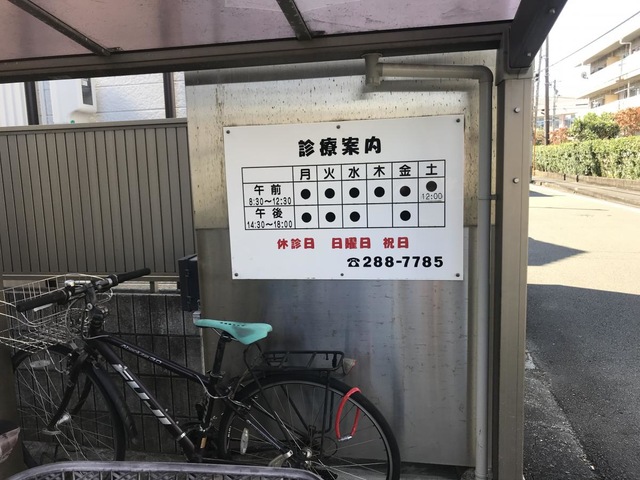 診療案内
月 火 水 木 金 土
午前 8:30〜12:30 ● ● ● ● ● ● 12:00
午後 14:30〜18:00 ● ● ● ●
休診日 日曜日 祝日
☎288-7785